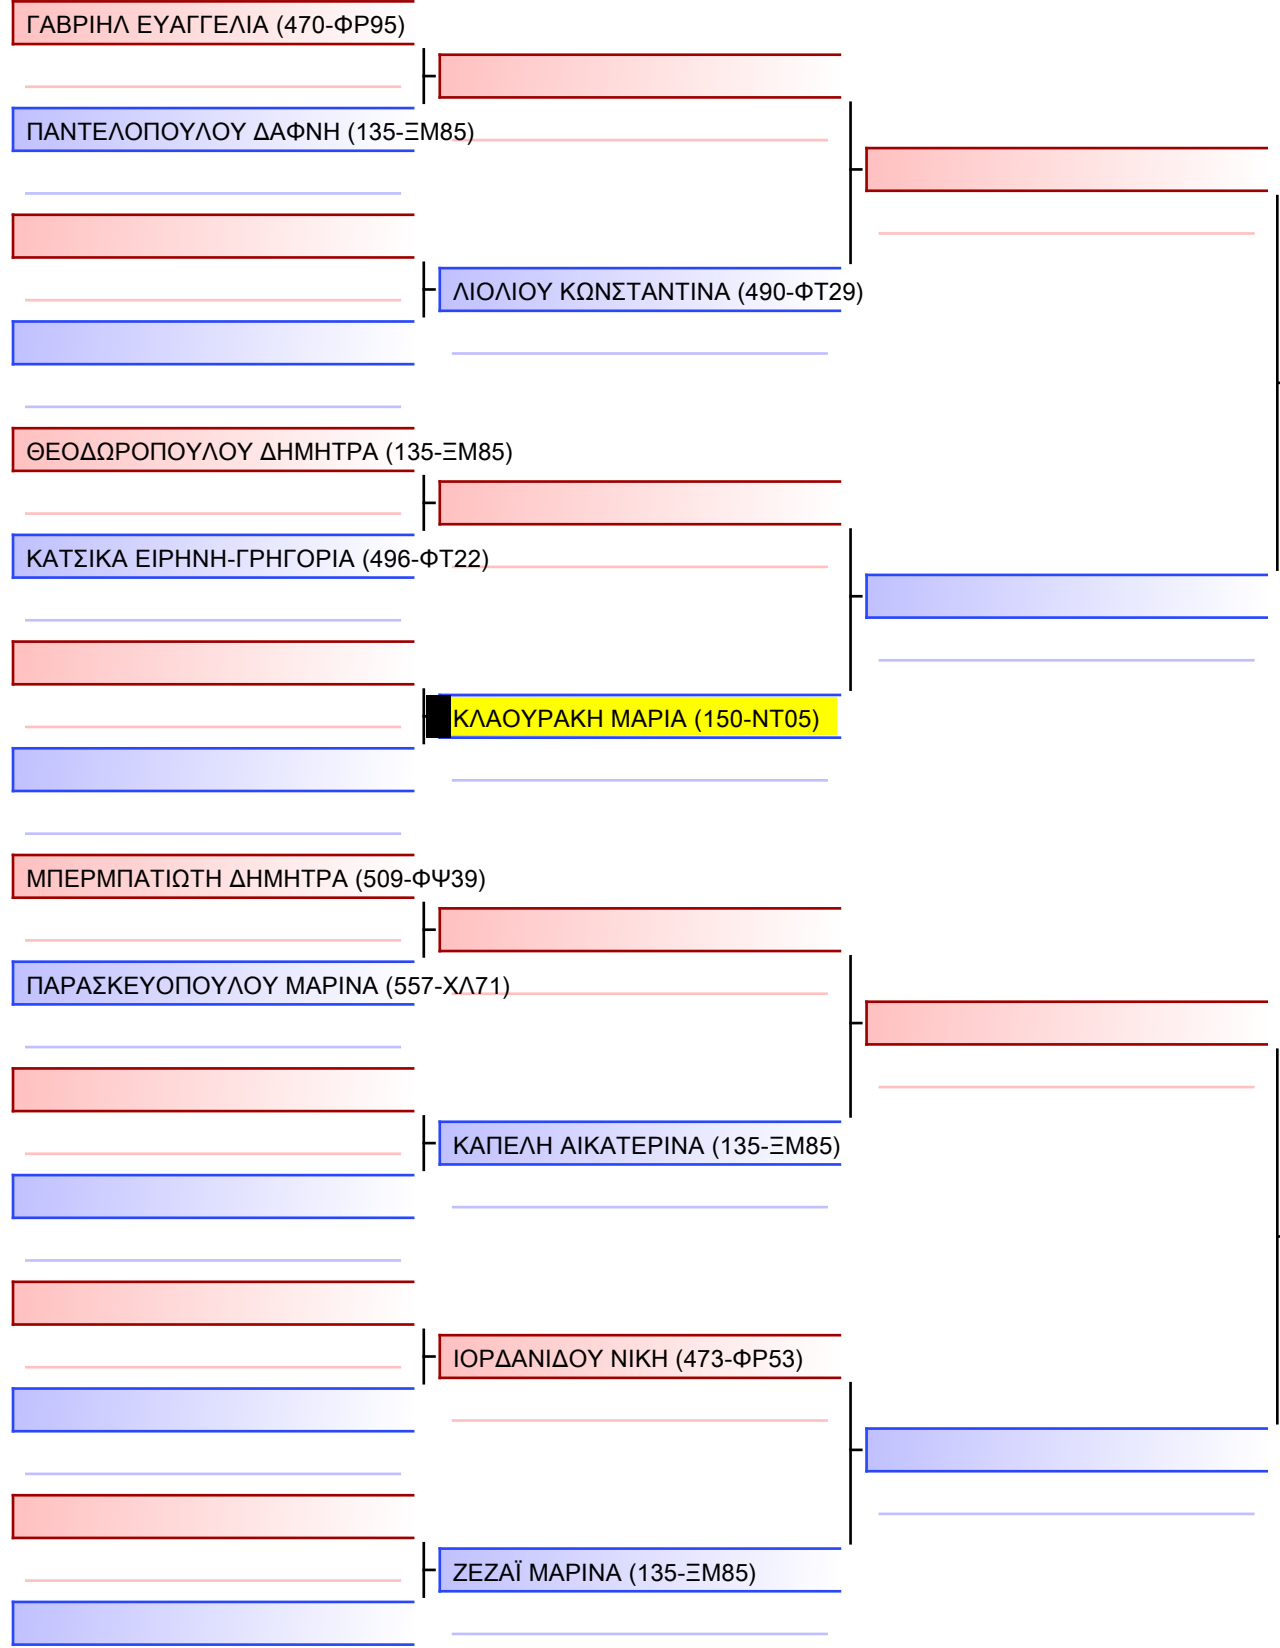 ΓΑΒΡΙΗΛ ΕΥΑΓΓΕΛΙΑ (470-ΦΡ95)
ΠΑΝΤΕΛΟΠΟΥΛΟΥ ΔΑΦΝΗ (135-ΞΜ85)
ΛΙΟΛΙΟΥ ΚΩΝΣΤΑΝΤΙΝΑ (490-ΦΤ29)
ΘΕΟΔΩΡΟΠΟΥΛΟΥ ΔΗΜΗΤΡΑ (135-ΞΜ85)
ΚΑΤΣΙΚΑ ΕΙΡΗΝΗ-ΓΡΗΓΟΡΙΑ (496-ΦΤ22)
ΚΛΑΟΥΡΑΚΗ ΜΑΡΙΑ (150-ΝΤ05)
ΜΠΕΡΜΠΑΤΙΩΤΗ ΔΗΜΗΤΡΑ (509-ΦΨ39)
ΠΑΡΑΣΚΕΥΟΠΟΥΛΟΥ ΜΑΡΙΝΑ (557-ΧΛ71)
ΚΑΠΕΛΗ ΑΙΚΑΤΕΡΙΝΑ (135-ΞΜ85)
ΙΟΡΔΑΝΙΔΟΥ ΝΙΚΗ (473-ΦΡ53)
ΖΕΖΑΪ ΜΑΡΙΝΑ (135-ΞΜ85)